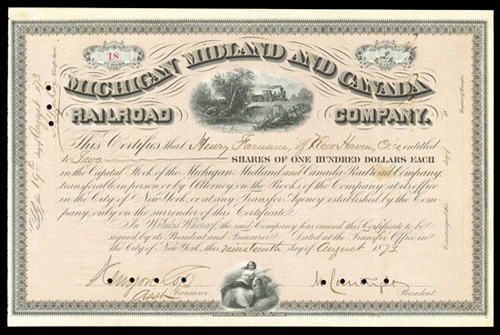 18
2
MICHIGAN MIDLAND AND CANADA
RAILROAD COMPANY.
This Certifies that Henry Farnam, of New Haven, is entitled
to Two SHARES OF ONE HUNDRED DOLLARS EACH
in the Capital Stock of the Michigan Midland and Canada Railroad Company,
transferable in person or by Attorney, on the Books of the Company at its office
in the City of New York, or at any Transfer Agency established by the Com-
pany, only on the surrender of this Certificate.
In Witness Whereof, the said Company has caused this Certificate to be
signed by its President and Treasurer. Dated at the Transfer Office in
the City of New York, this nineteenth day of August 1873
Asst Treasurer President